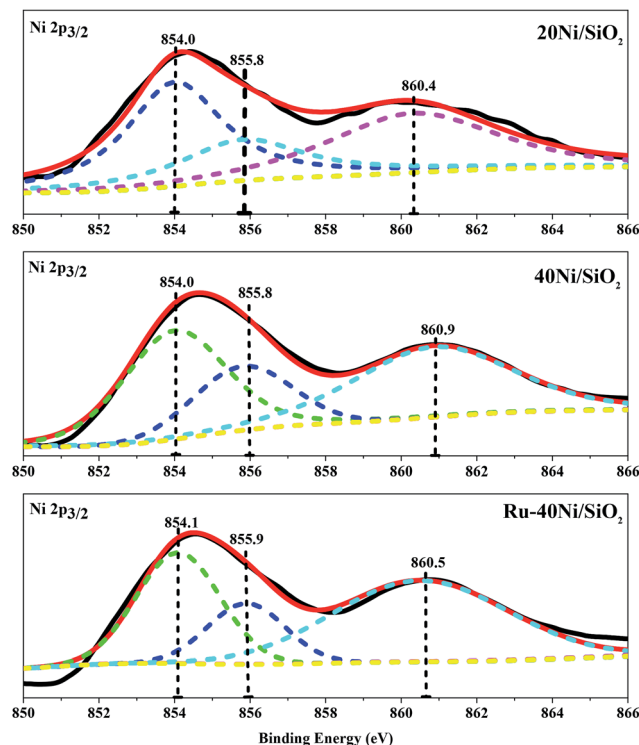 Ni 2p3/2
20Ni/SiO2
854.0
855.8
860.4
850 852 854 856 858 860 862 864 866
Ni 2p3/2
40Ni/SiO2
854.0
855.8
860.9
850 852 854 856 858 860 862 864 866
Ni 2p3/2
Ru-40Ni/SiO2
854.1
855.9
860.5
850 852 854 856 858 860 862 864 866
Binding Energy (eV)